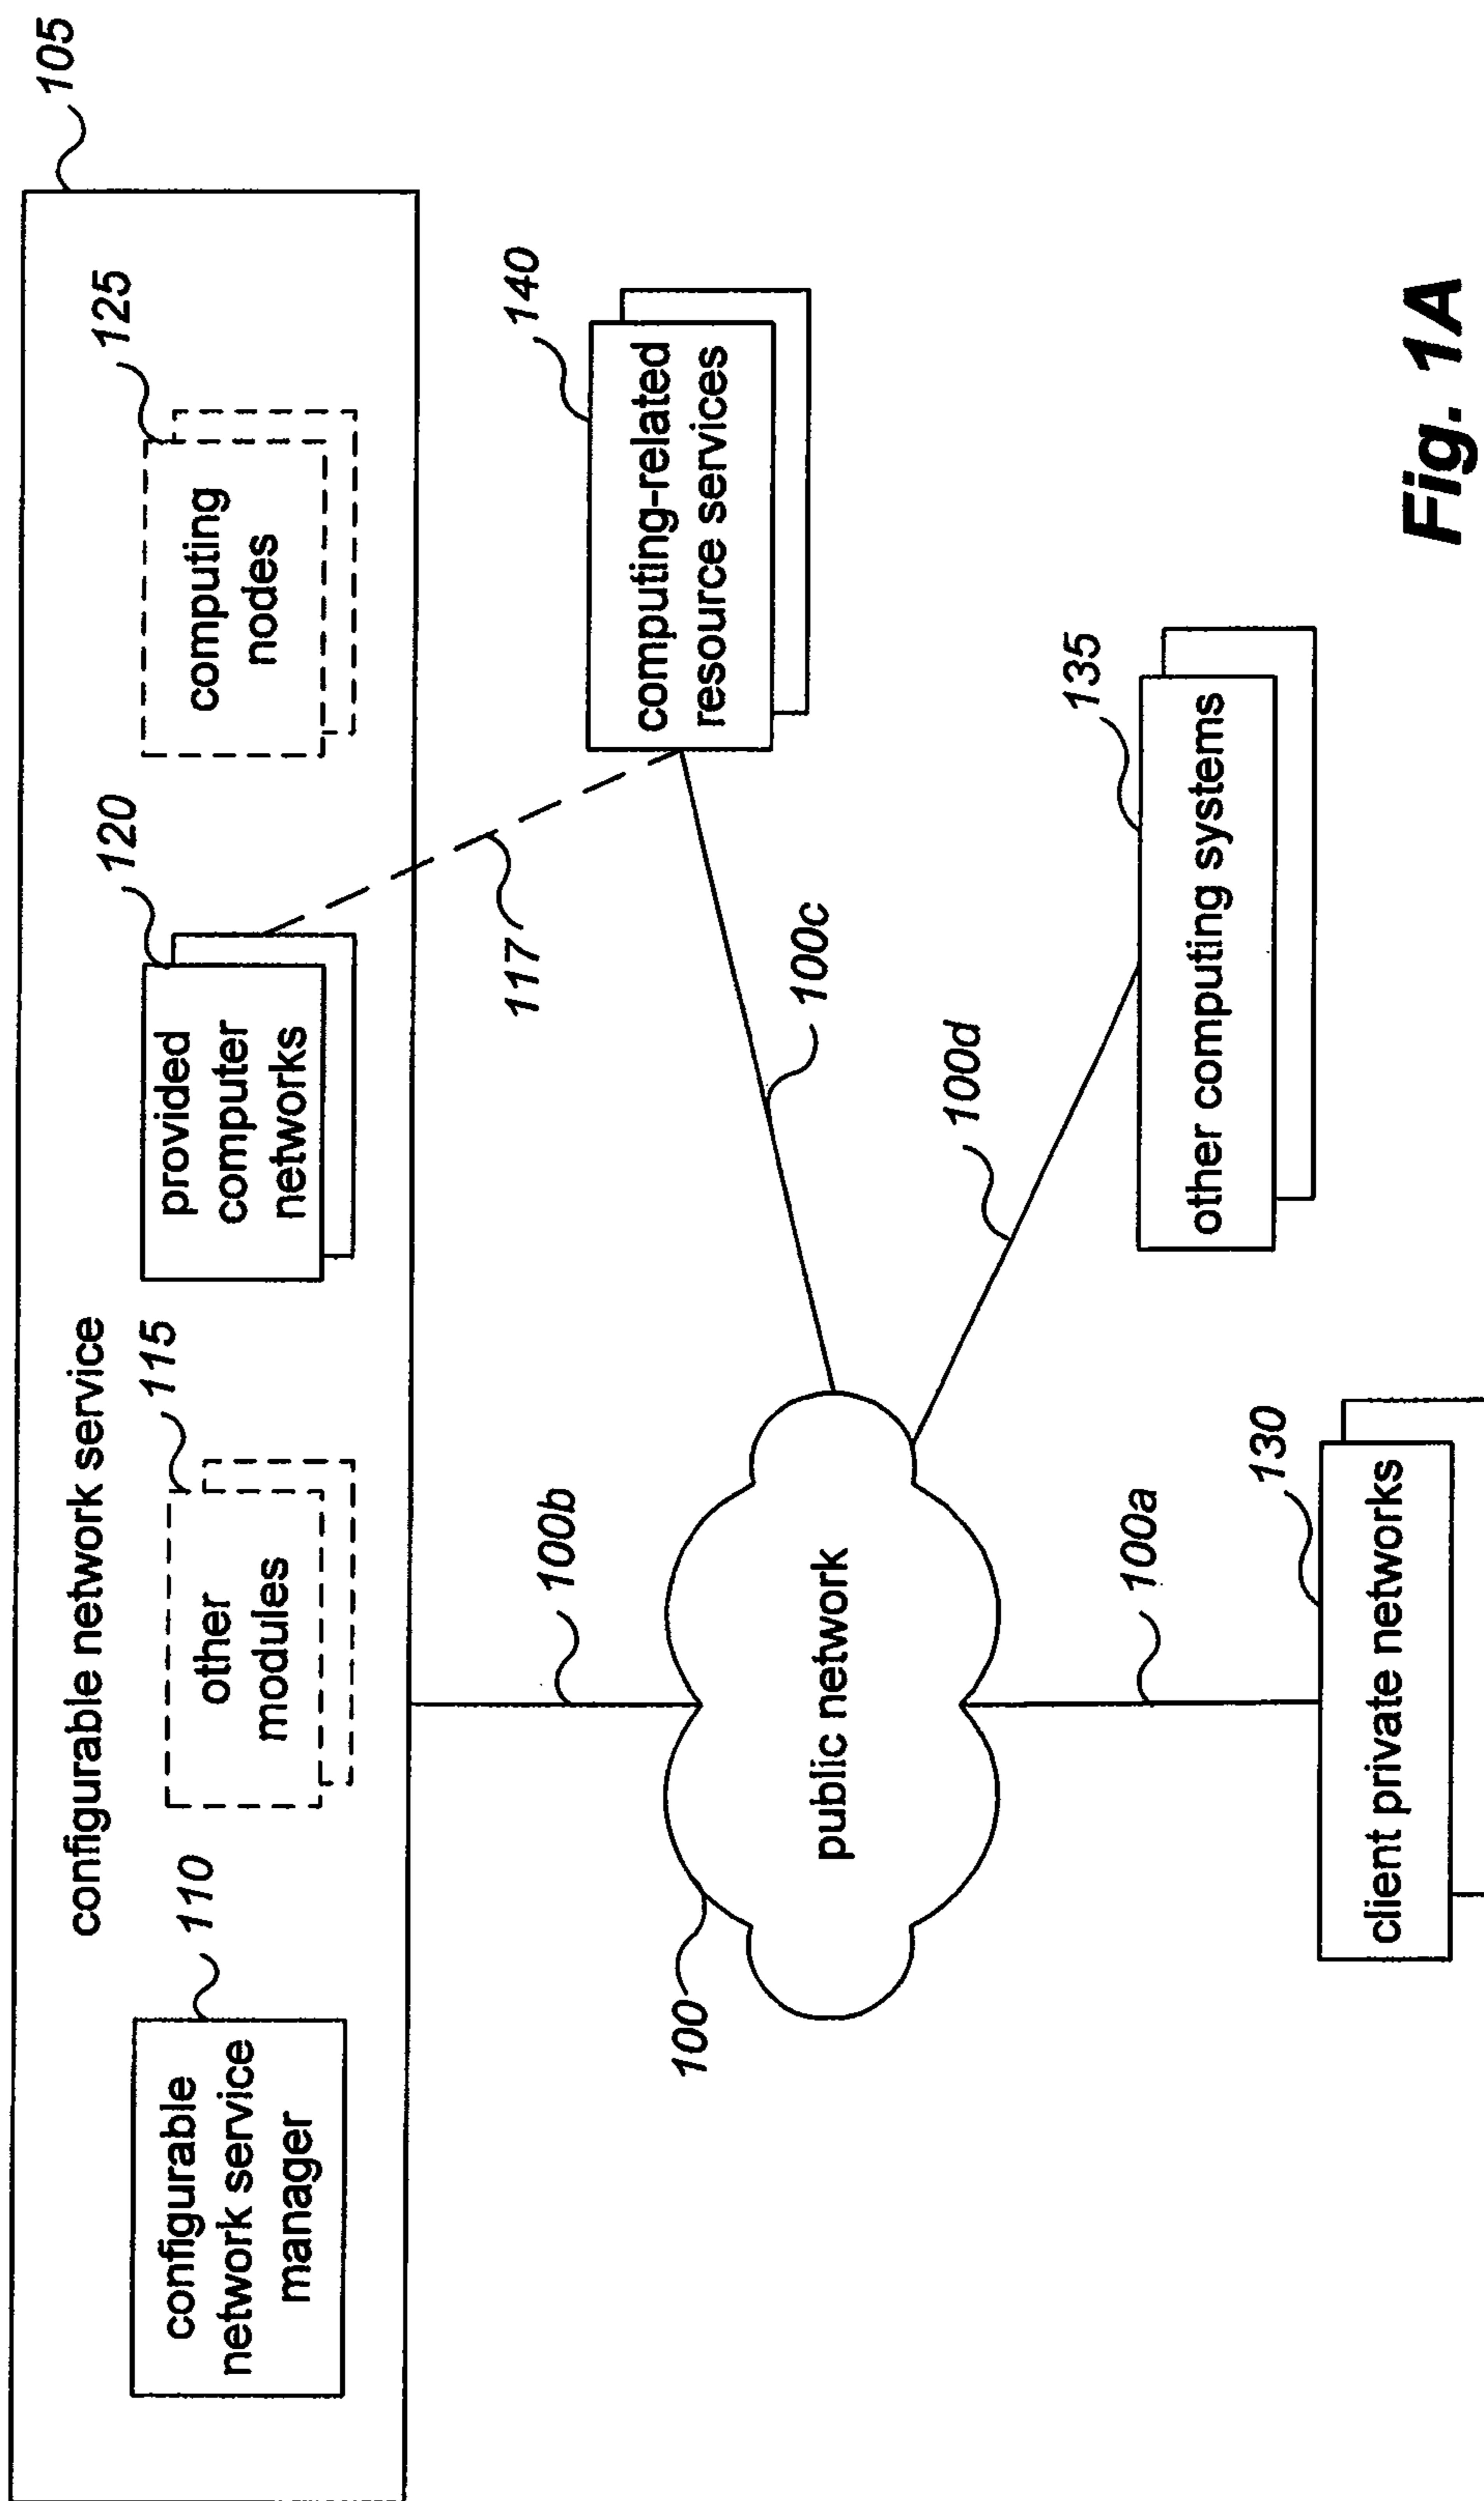 105
configurable network service
110
115
120
125
configurable
network service
manager
other
modules
provided
computer
networks
computing
nodes
117
140
computing-related
resource services
100b
100c
100
public network
100d
135
other computing systems
100a
130
client private networks
Fig. 1A